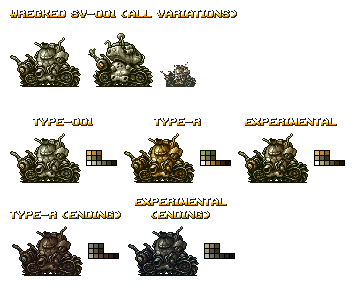 WRECKED SV-001 (ALL VARIATIONS)
TYPE-001
TYPE-R
EXPERIMENTAL
TYPE-R (ENDING)
EXPERIMENTAL
(ENDING)